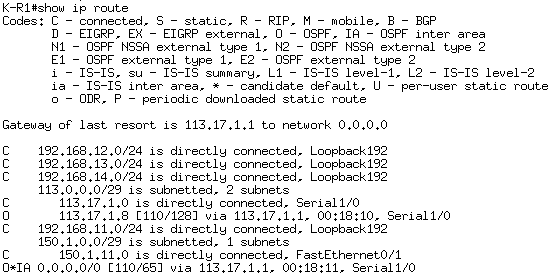 K-R1#show ip route
Codes: C - connected, S - static, R - RIP, M - mobile, B - BGP
D - EIGRP, EX - EIGRP external, O - OSPF, IA - OSPF inter area
N1 - OSPF NSSA external type 1, N2 - OSPF NSSA external type 2
E1 - OSPF external type 1, E2 - OSPF external type 2
i - IS-IS, su - IS-IS summary, L1 - IS-IS level-1, L2 - IS-IS level-2
ia - IS-IS inter area, * - candidate default, U - per-user static route
o - ODR, P - periodic downloaded static route
Gateway of last resort is 113.17.1.1 to network 0.0.0.0
C 192.168.12.0/24 is directly connected, Loopback192
C 192.168.13.0/24 is directly connected, Loopback192
C 192.168.14.0/24 is directly connected, Loopback192
113.0.0.0/29 is subnetted, 2 subnets
C 113.17.1.0 is directly connected, Serial1/0
O 113.17.1.8 [110/128] via 113.17.1.1, 00:18:10, Serial1/0
C 192.168.11.0/24 is directly connected, Loopback192
150.1.0.0/24 is subnetted, 1 subnets
C 150.1.11.0 is directly connected, FastEthernet0/1
O*IA 0.0.0.0/0 [110/65] via 113.17.1.1, 00:18:11, Serial1/0